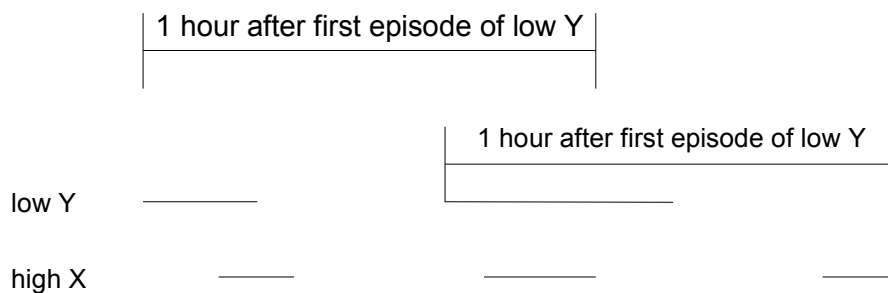 1 hour after first episode of low Y
1 hour after first episode of low Y
low Y
high X